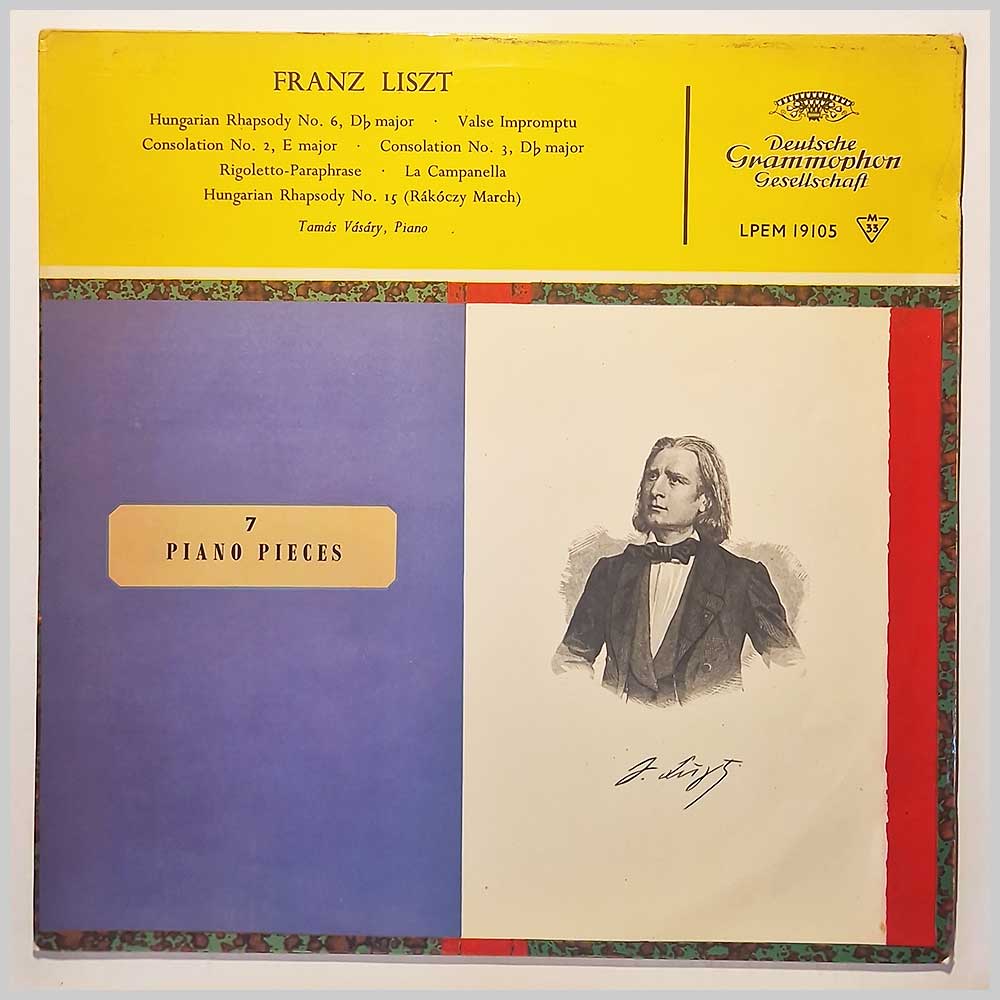 FRANZ LISZT
Hungarian Rhapsody No. 6, D♭ major · Valse Impromptu
Consolation No. 2, E major · Consolation No. 3, D♭ major
Rigoletto-Paraphrase · La Campanella
Hungarian Rhapsody No. 15 (Rákóczy March)
Tamás Vásáry, Piano
Deutsche
Grammophon
Gesellschaft
LPEM 19105
M
33
7
PIANO PIECES
F. Liszt